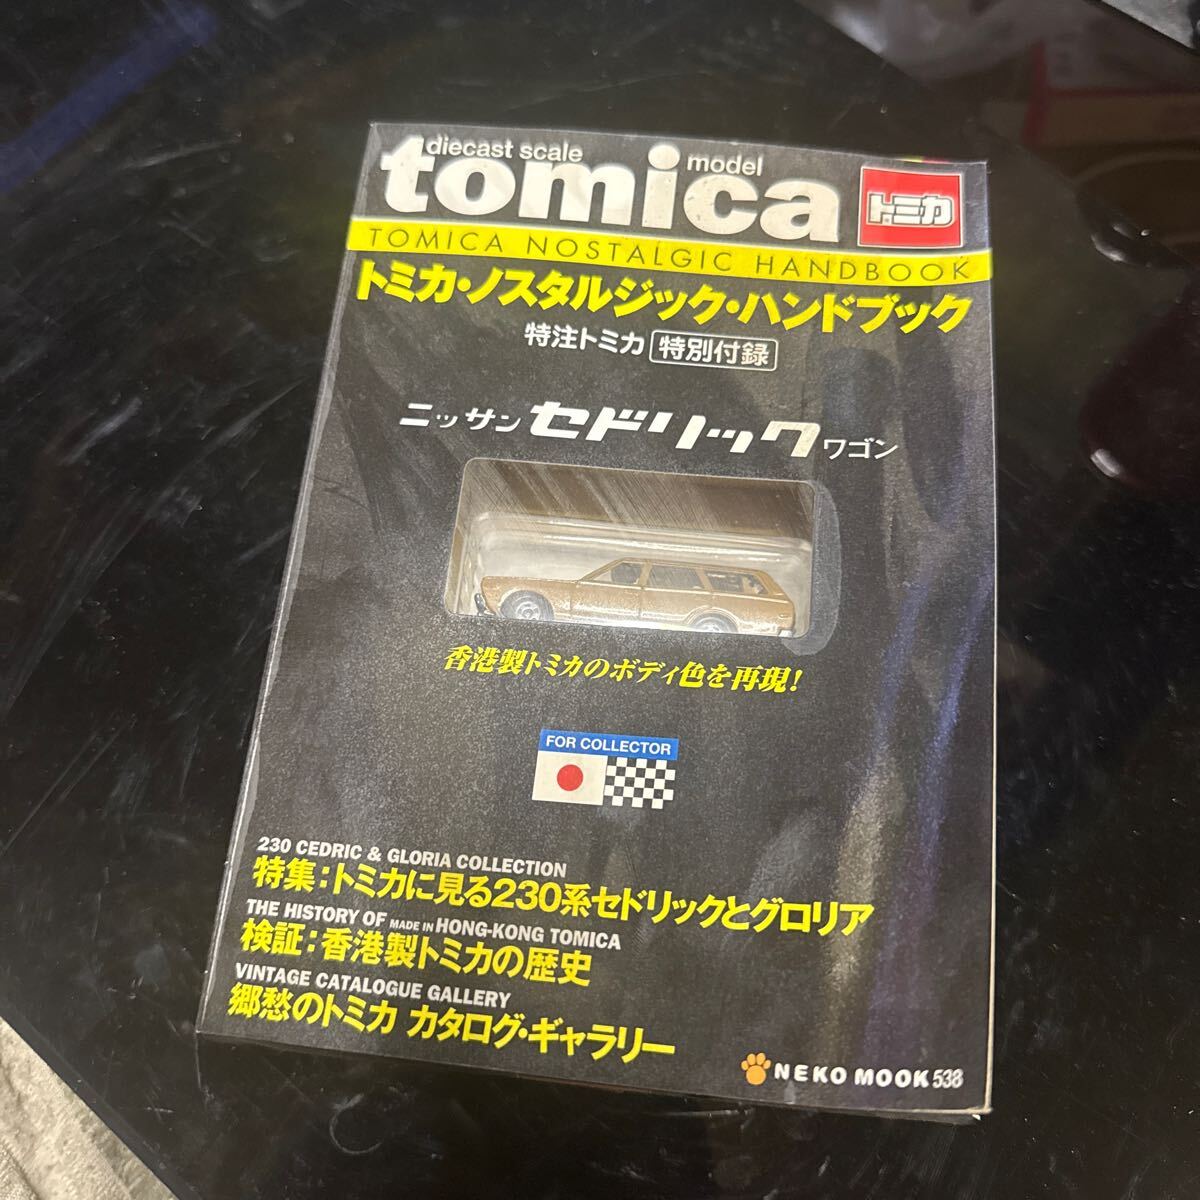 diecast scale model
tomica
トミカ
TOMICA NOSTALGIC HANDBOOK
トミカ・ノスタルジック・ハンドブック
特注トミカ 特別付録
ニッサン セドリック ワゴン
香港製トミカのボディ色を再現!
FOR COLLECTOR
230 CEDRIC & GLORIA COLLECTION
特集:トミカに見る230系セドリックとグロリア
THE HISTORY OF MADE IN HONG-KONG TOMICA
検証:香港製トミカの歴史
VINTAGE CATALOGUE GALLERY
郷愁のトミカ カタログ・ギャラリー
NEKO MOOK 538